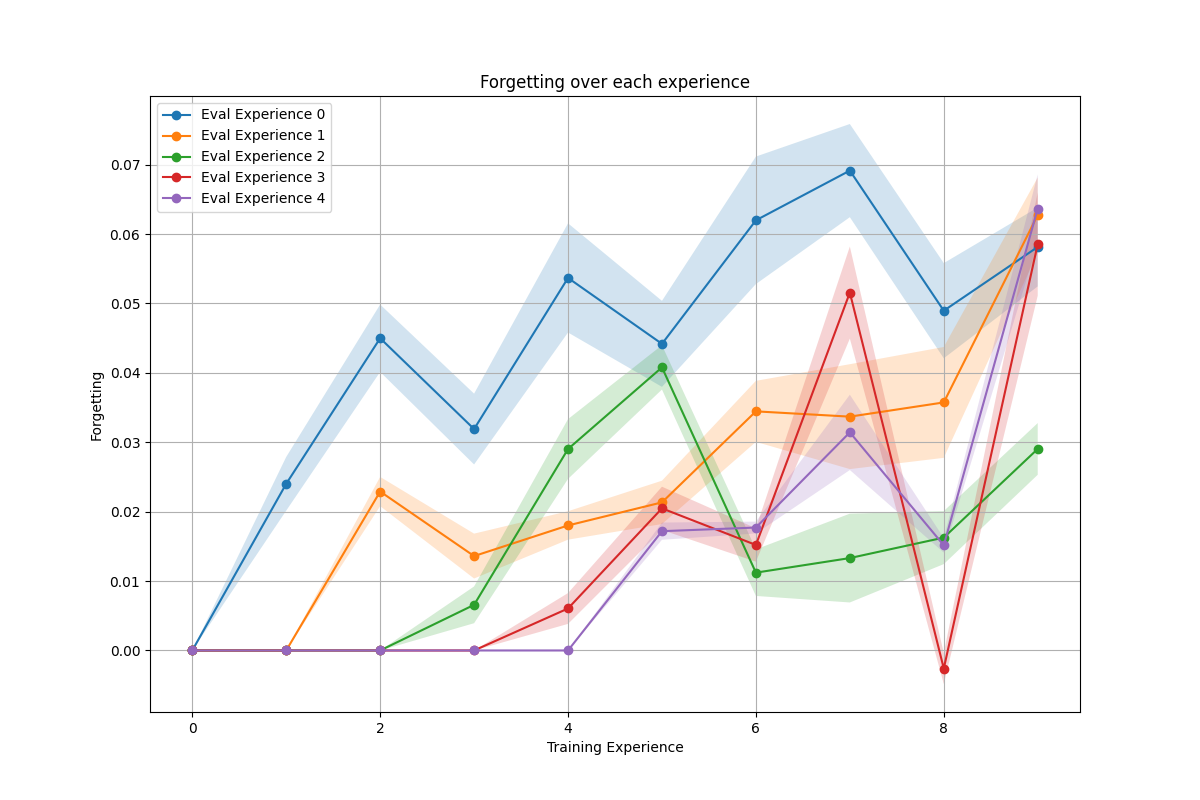 Forgetting over each experience
Eval Experience 0
Eval Experience 1
Eval Experience 2
Eval Experience 3
Eval Experience 4
0.07
0.06
0.05
0.04
0.03
0.02
0.01
0.00
Forgetting
0 2 4 6 8
Training Experience